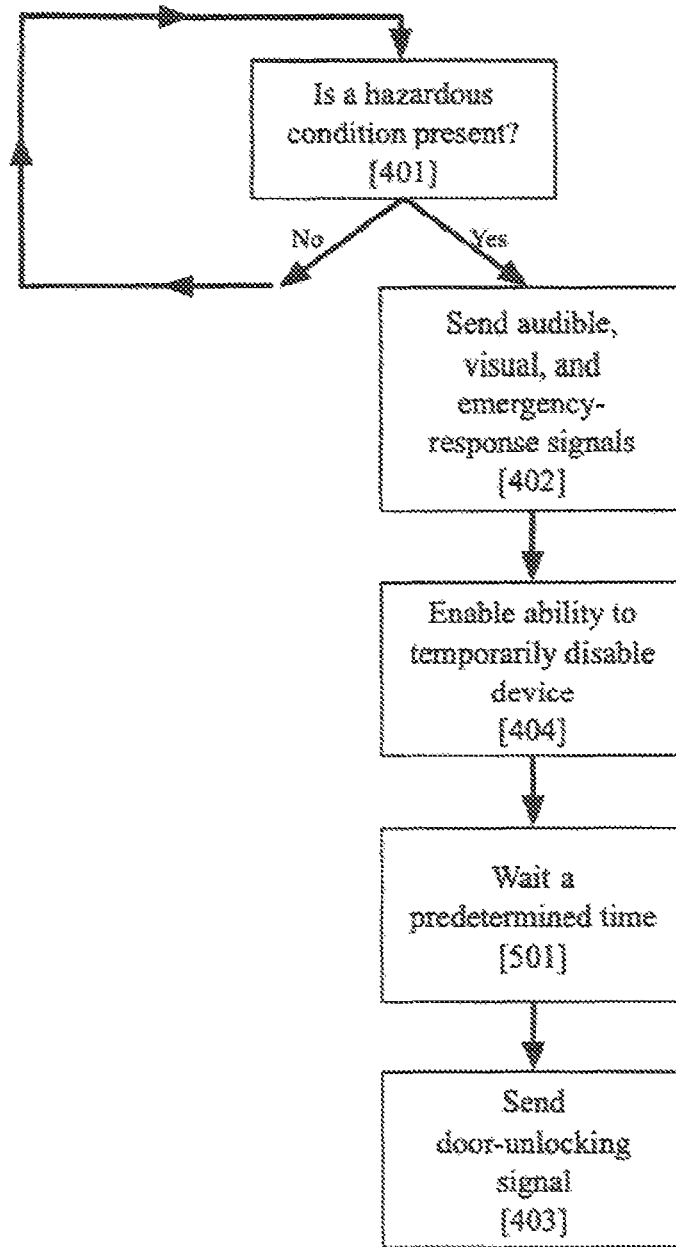 Is a hazardous
condition present?
[401]
No
Yes
Send audible,
visual, and
emergency-
response signals
[402]
Enable ability to
temporarily disable
device
[404]
Wait a
predetermined time
[501]
Send
door-unlocking
signal
[403]